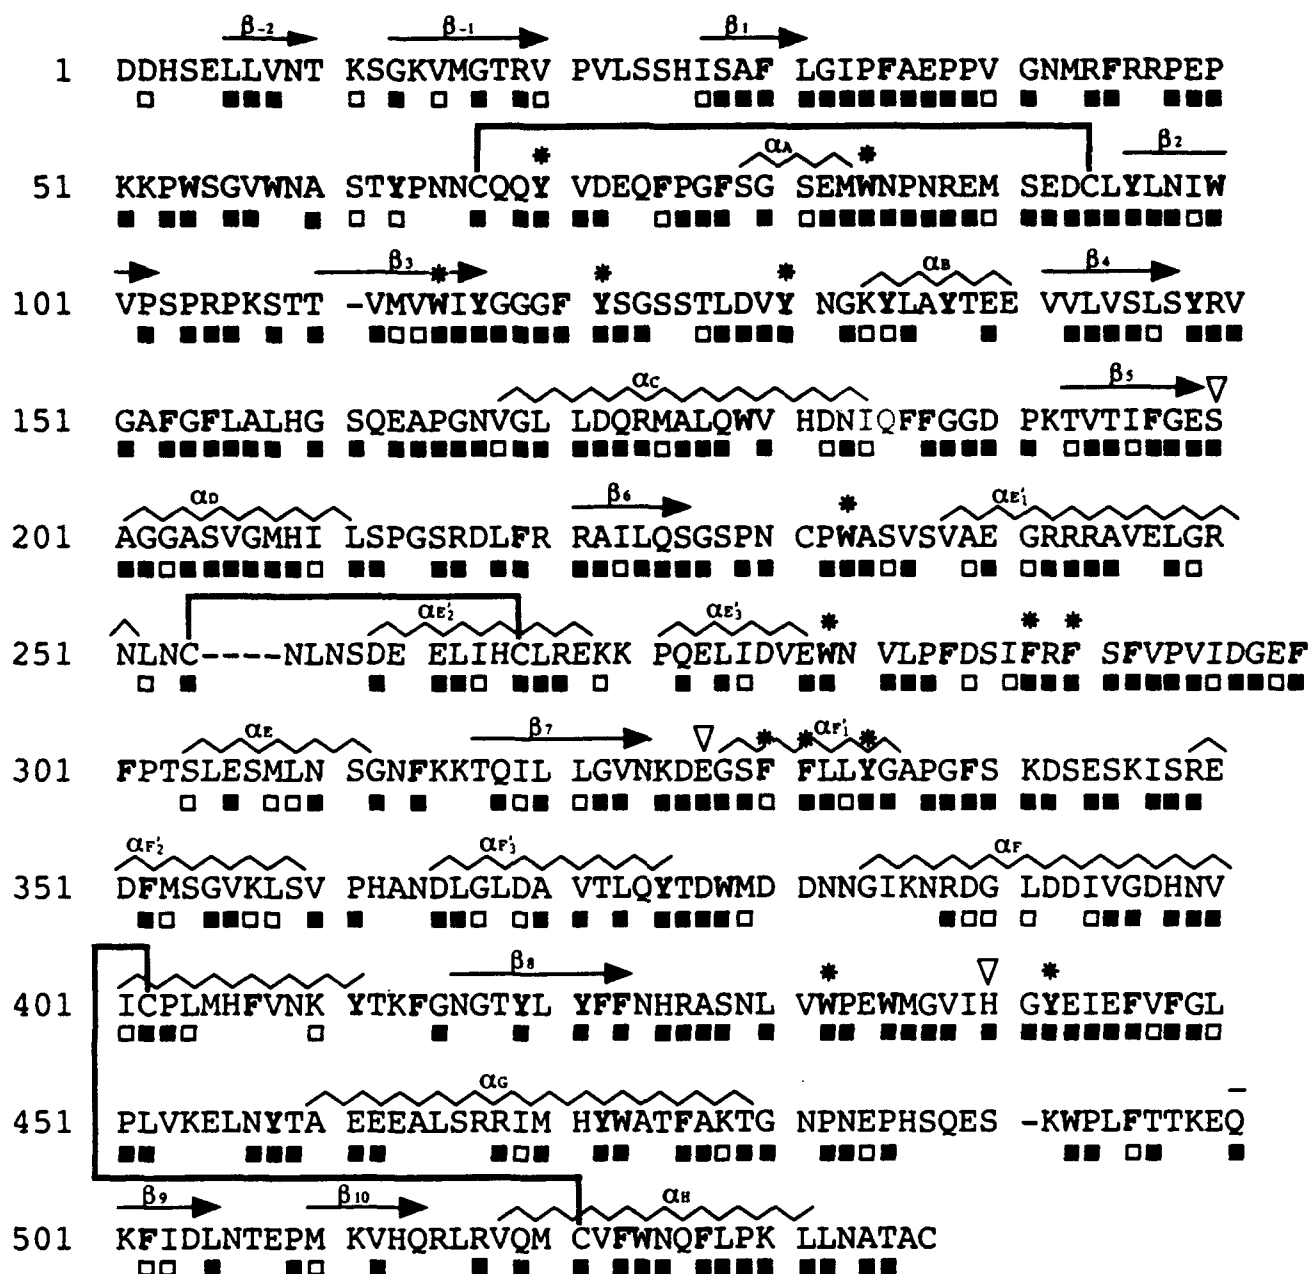 β-2 β-1 β1
1 DDHSELLVNT KSGKVMGTRV PVLSSHISAF LGIPFAEPPV GNMRFRRPEP
* αA * β2
51 KKPWSGVWNA STYPNNCQQY VDEQFPGFSG SEMWNPNREM SEDCLYLNIW
β3 * * * αB β4
101 VPSPRPKSTT -VMVWIYGGGF YSGSSTLDVY NGKYLAYTEE VVLVSLSYRV
αC β5
151 GAFGFLALHG SQEAPGNVGL LDQRMALQWV HDNIQFFGGD PKTVTIFGES
αD β6 * αE'1
201 AGGASVGMHI LSPGSRDLFR RAILQSGSPN CPWASVSVAE GRRRAVELGR
αE'2 αE'3 * * *
251 NLNC----NLNSDE ELIHCLREKK PQELIDVEWN VLPFDSIFRF SFVPVIDGEF
αE β7 * * αF'1 *
301 FPTSLESMLN SGNFKKTQIL LGVNKDEGSF FLLYGAPGFS KDSESKISRE
αF'2 αF'3 αF
351 DFMSGVKLSV PHANDLGLDA VTLQYTDWMD DNNGIKNRDG LDDIVGDHNV
β8 * *
401 ICPLMHFVNK YTKFGNGTYL YFFNHRASNL VWPEWMGVIH GYEIEFVFGL
αG
451 PLVKELNYTA EEEALSRRIM HYWATFAKTG NPNEPHSQES -KWPLFTTKEQ
β9 β10 αH
501 KFIDLNTEPM KVHQRLRVQM CVFWNQFLPK LLNATAC